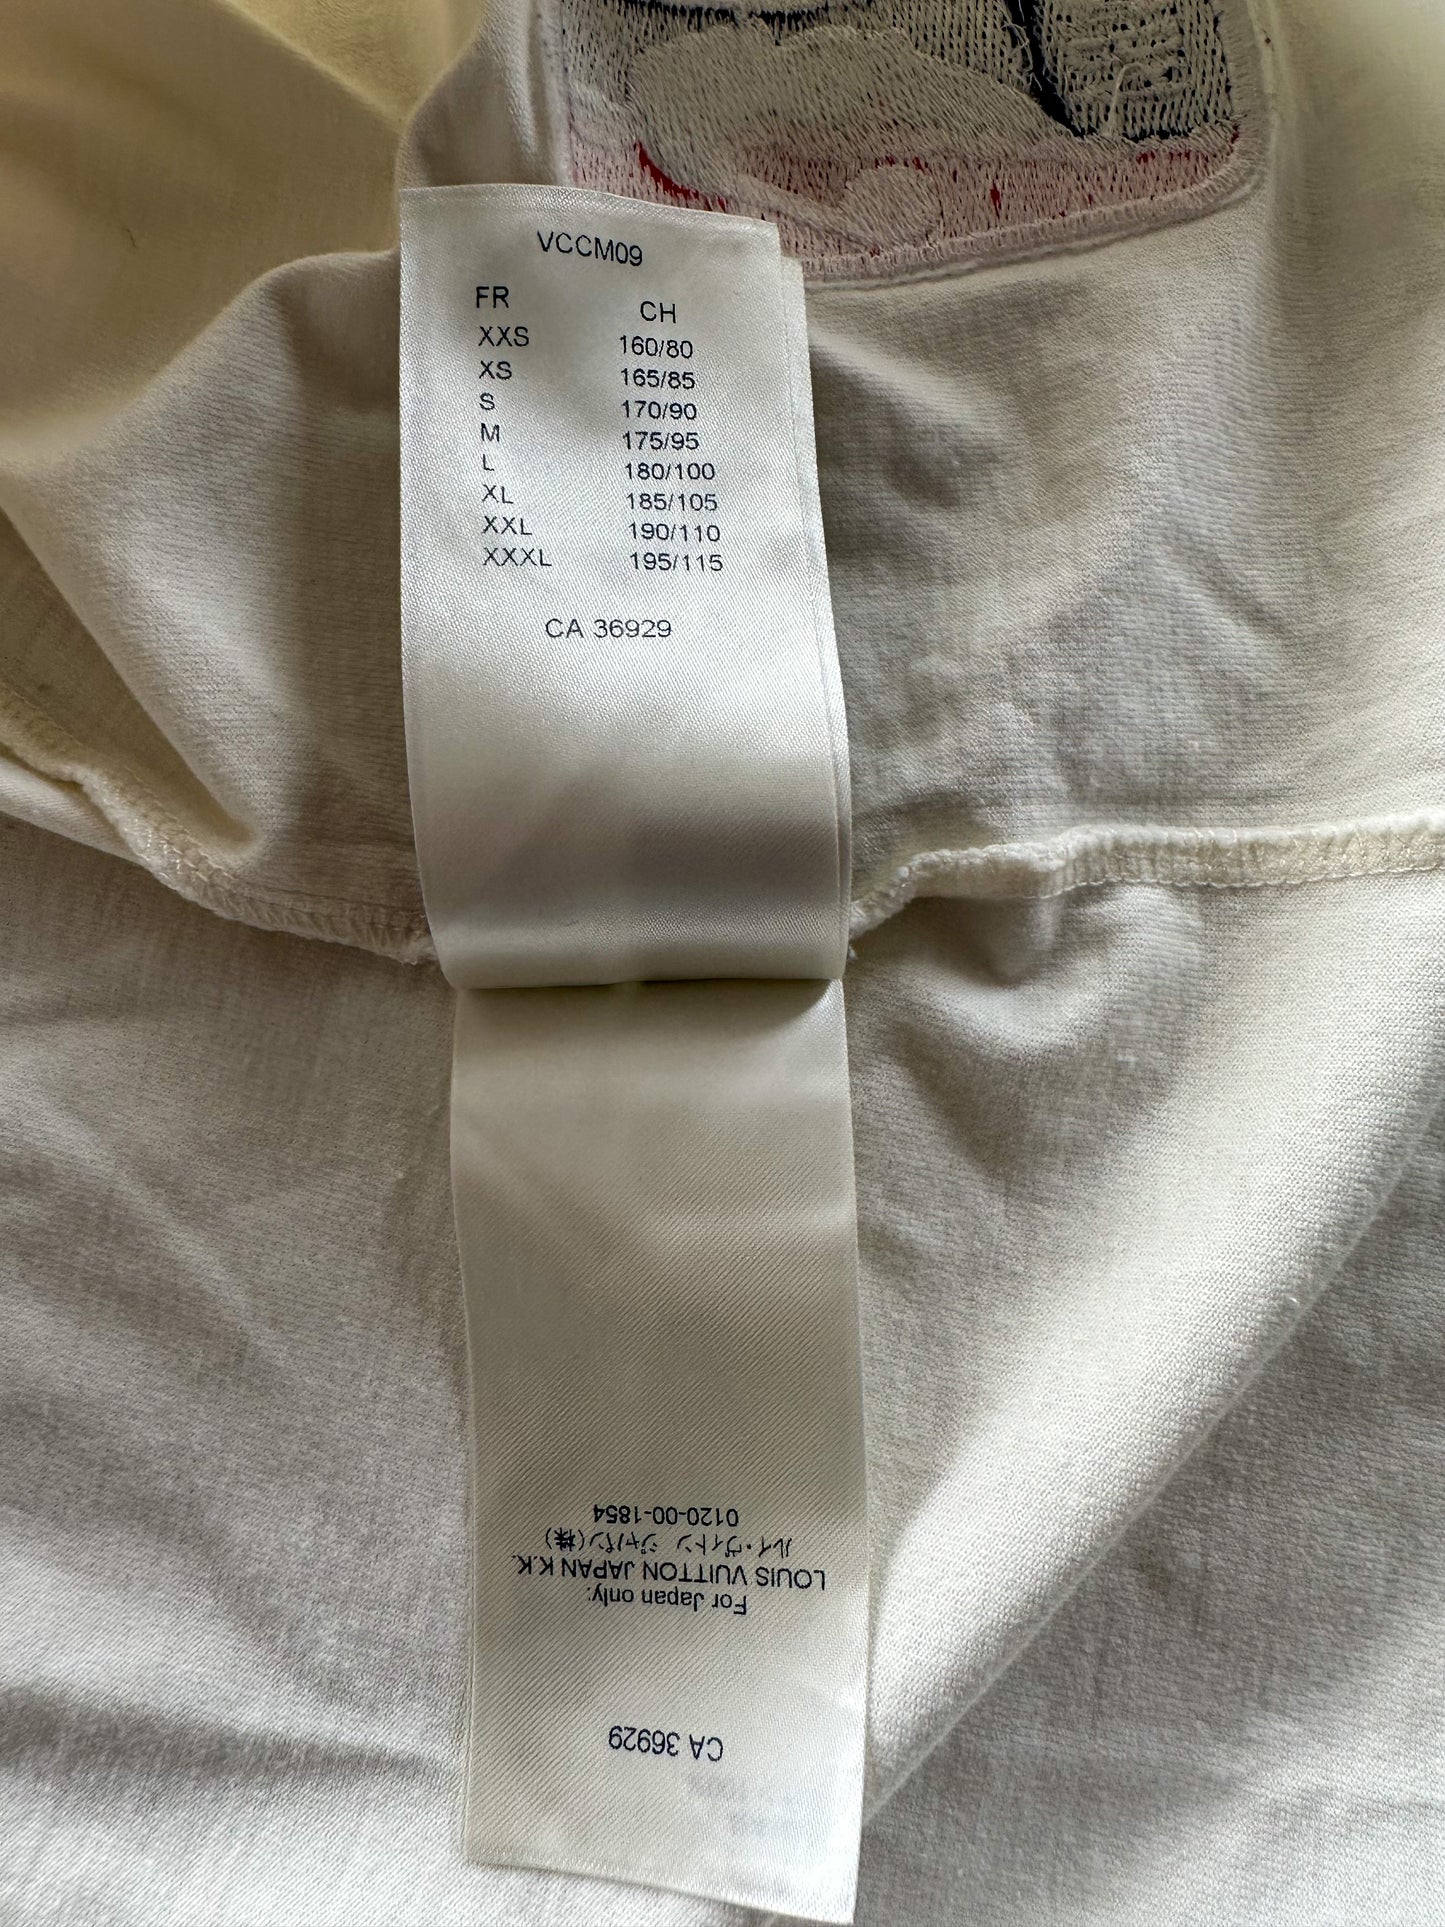 VCCM09
FR CH
XXS 160/80
XS 165/85
S 170/90
M 175/95
L 180/100
XL 185/105
XXL 190/110
XXXL 195/115
CA 36929
CA 36929
For Japan only:
LOUIS VUITTON JAPAN K.K.
ルイ・ヴィトン ジャパン(株)
0120-00-1854